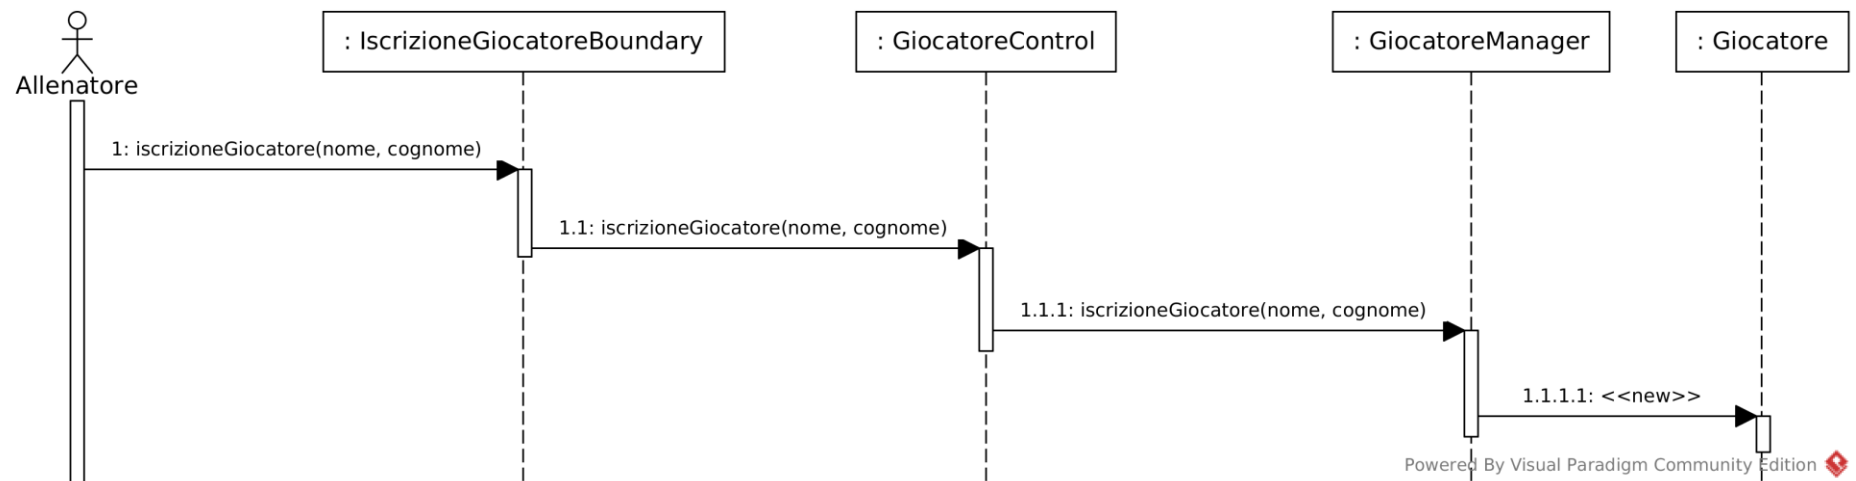 Allenatore
: IscrizioneGiocatoreBoundary
: GiocatoreControl
: GiocatoreManager
: Giocatore
1: iscrizioneGiocatore(nome, cognome)
1.1: iscrizioneGiocatore(nome, cognome)
1.1.1: iscrizioneGiocatore(nome, cognome)
1.1.1.1: <<new>>
Powered By Visual Paradigm Community Edition